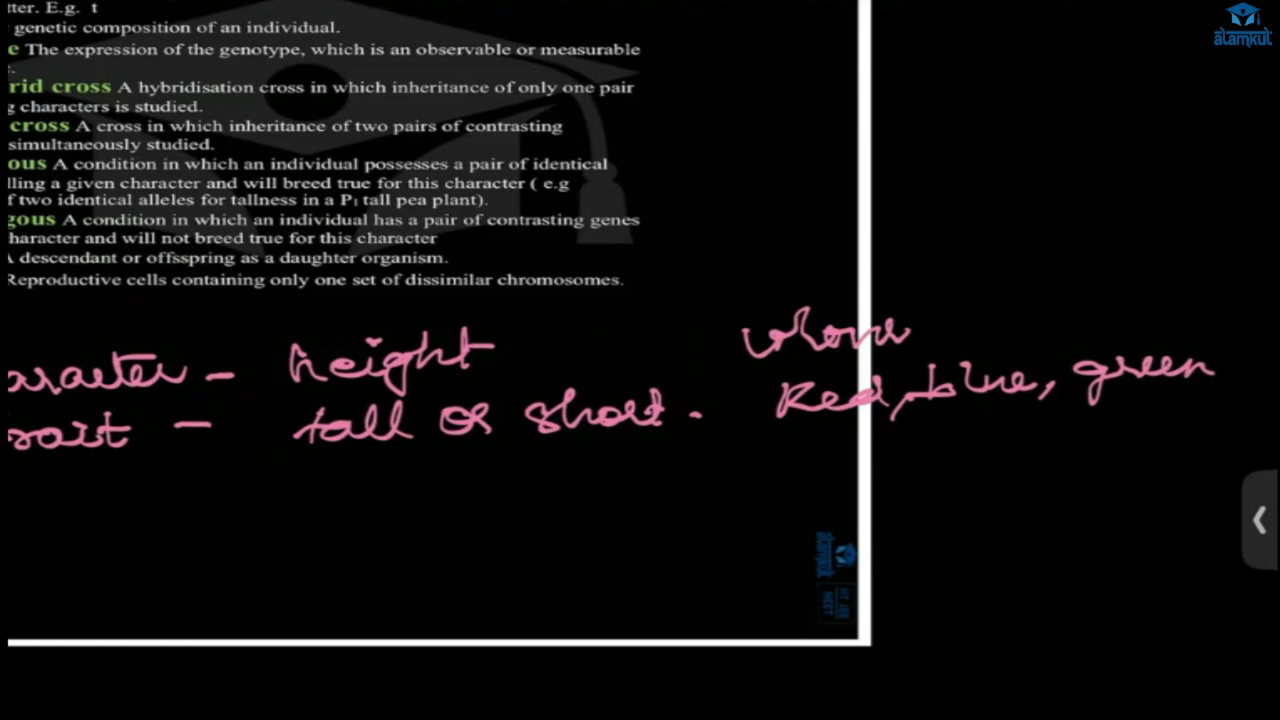 tter. E.g. t
genetic composition of an individual.
e The expression of the genotype, which is an observable or measurable
rid cross A hybridisation cross in which inheritance of only one pair
g characters is studied.
cross A cross in which inheritance of two pairs of contrasting
simultaneously studied.
ous A condition in which an individual possesses a pair of identical
lling a given character and will breed true for this character ( e.g
f two identical alleles for tallness in a P₁ tall pea plant).
gous A condition in which an individual has a pair of contrasting genes
haracter and will not breed true for this character
A descendant or offsspring as a daughter organism.
Reproductive cells containing only one set of dissimilar chromosomes.
aracter - height
rait - tall or short. Red, blue, green
alamkul
alamkul
IIT JEE
NEET